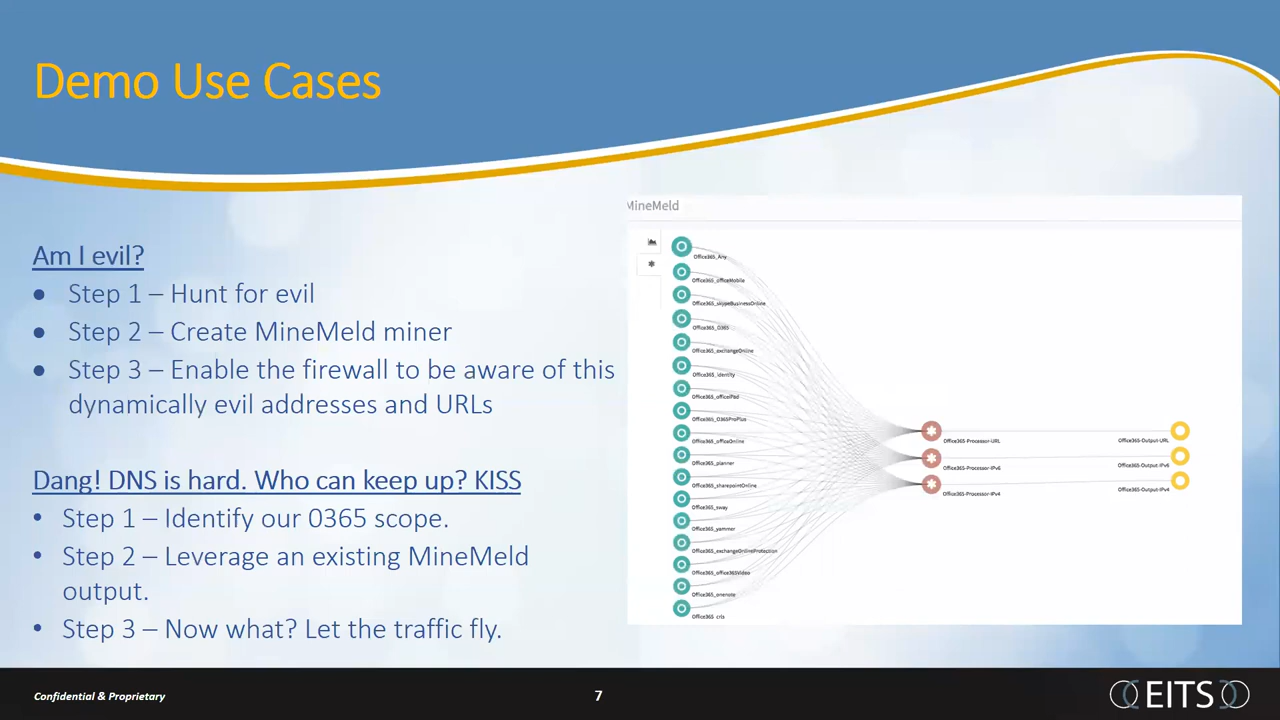 Demo Use Cases
Am I evil?
● Step 1 – Hunt for evil
● Step 2 – Create MineMeld miner
● Step 3 – Enable the firewall to be aware of this
dynamically evil addresses and URLs
Dang! DNS is hard. Who can keep up? KISS
• Step 1 – Identify our 0365 scope.
• Step 2 – Leverage an existing MineMeld
output.
• Step 3 – Now what? Let the traffic fly.
MineMeld
Office365_Any
Office365_officeMobile
Office365_skypeBusinessOnline
Office365_O365
Office365_exchangeOnline
Office365_Identity
Office365_officeiPad
Office365_O365ProPlus
Office365_officeOnline
Office365_planner
Office365_sharepointOnline
Office365_sway
Office365_yammer
Office365_exchangeOnlineProtection
Office365_office365Video
Office365_onenote
Office365_crls
Office365-Processor-URL
Office365-Processor-IPv6
Office365-Processor-IPv4
Office365-Output-URL
Office365-Output-IPv6
Office365-Output-IPv4
Confidential & Proprietary
7
EITS